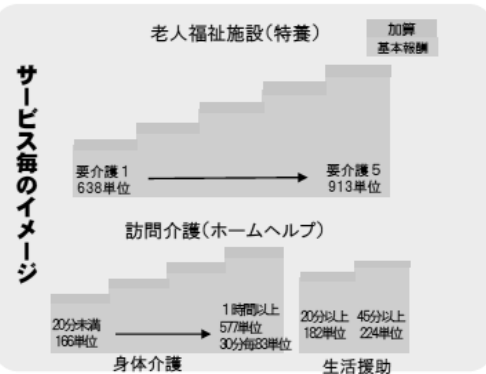 サービス毎のイメージ
老人福祉施設(特養)
加算
基本報酬
要介護1
638単位
要介護5
913単位
訪問介護(ホームヘルプ)
20分未満
166単位
1時間以上
577単位
30分毎83単位
身体介護
20分以上
182単位
45分以上
224単位
生活援助